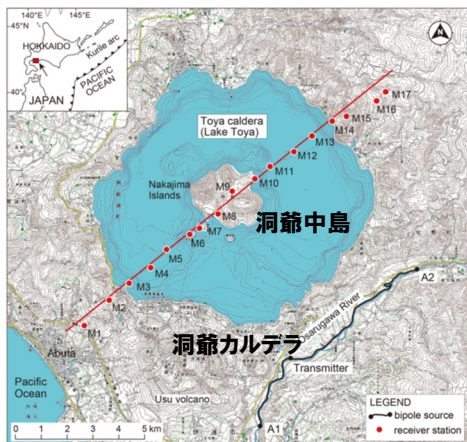 140°E 145°E
45°N
HOKKAIDO
Kurile arc
40°
PACIFIC
OCEAN
JAPAN
N
M17
M16
M15
M14
M13
M12
M11
M10
M9
M8
M7
M6
M5
M4
M3
M2
M1
Toya caldera
(Lake Toya)
Nakajima
Islands
洞爺中島
洞爺カルデラ
A2
Osarugawa River
Transmitter
Abuta
Pacific
Ocean
Usu volcano
A1
0 1 2 3 4 5 km
LEGEND
bipole source
receiver station